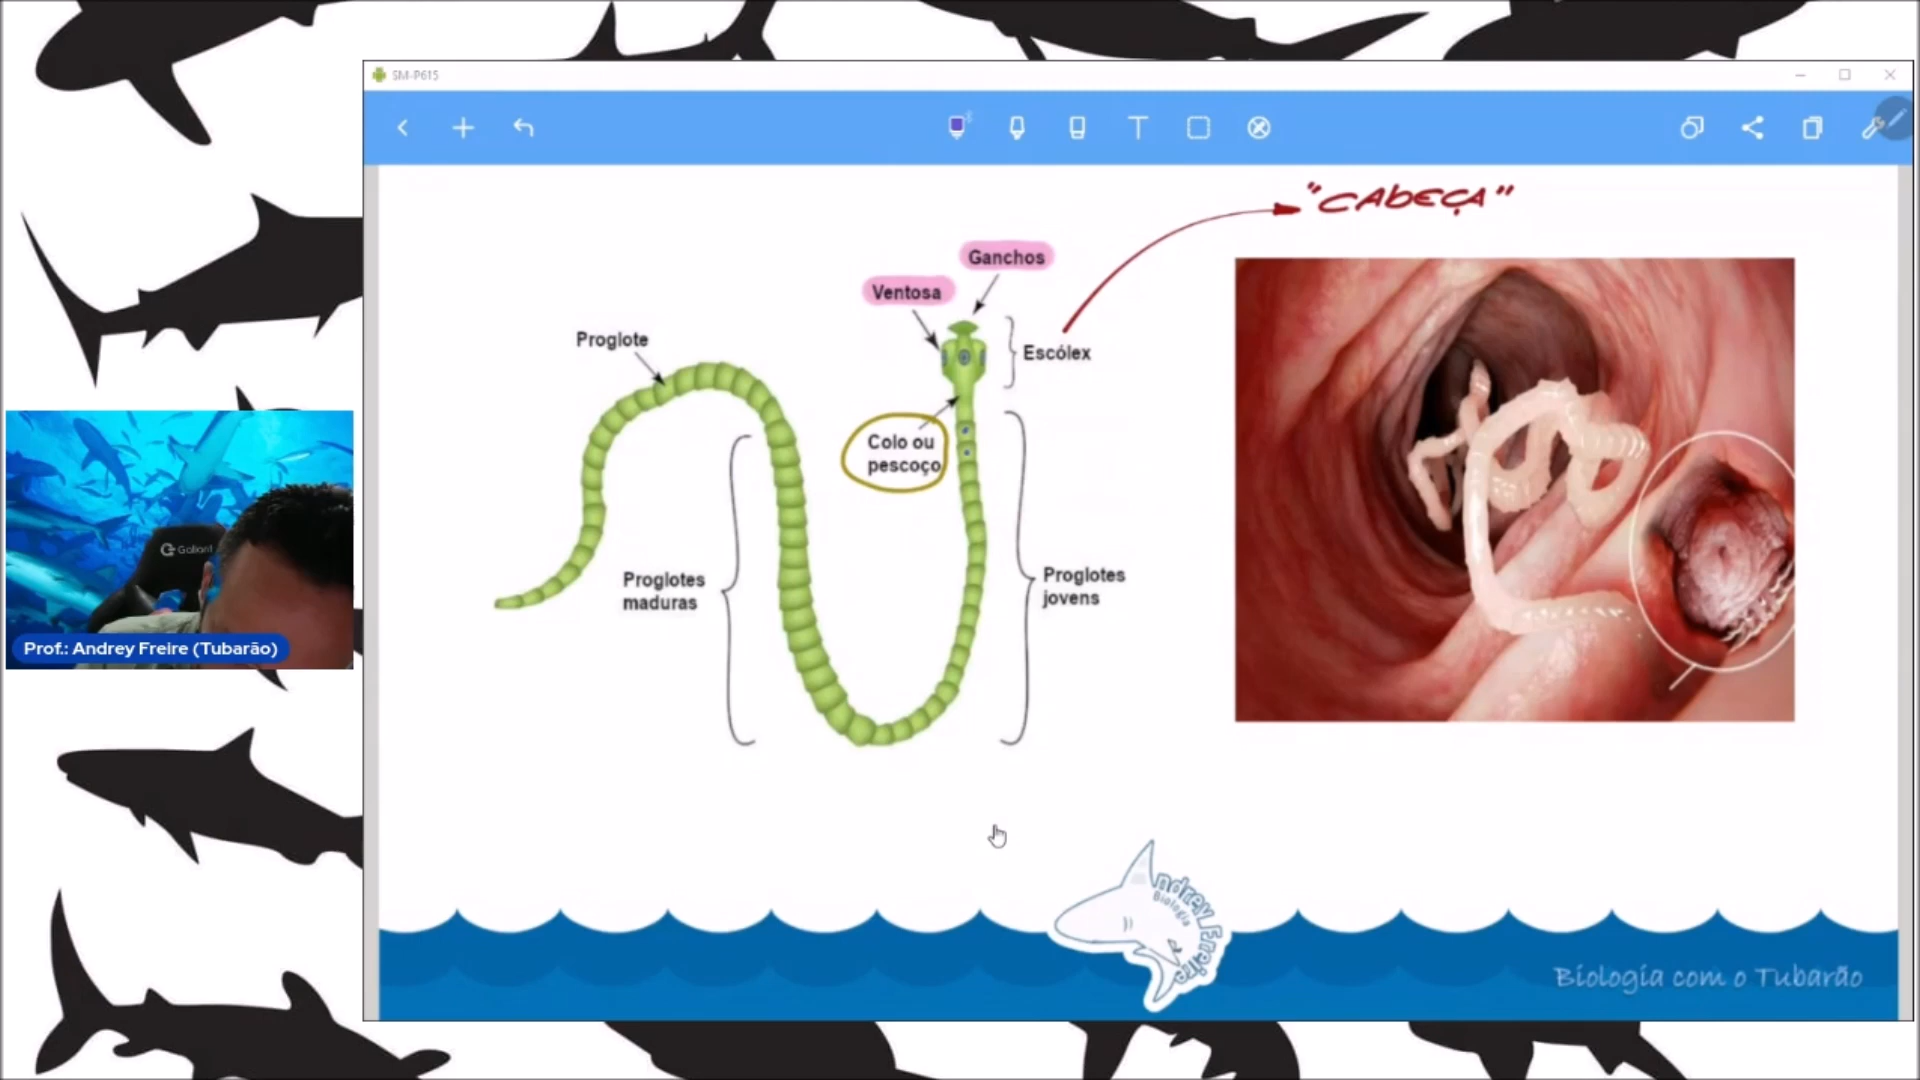 SM-P615
"CABEÇA"
Ganchos
Ventosa
Proglote
Escólex
Colo ou
pescoço
Proglotes
maduras
Proglotes
jovens
Galiant
Prof.: Andrey Freire (Tubarão)
Andrey Freire
Biologia
Biologia com o Tubarão